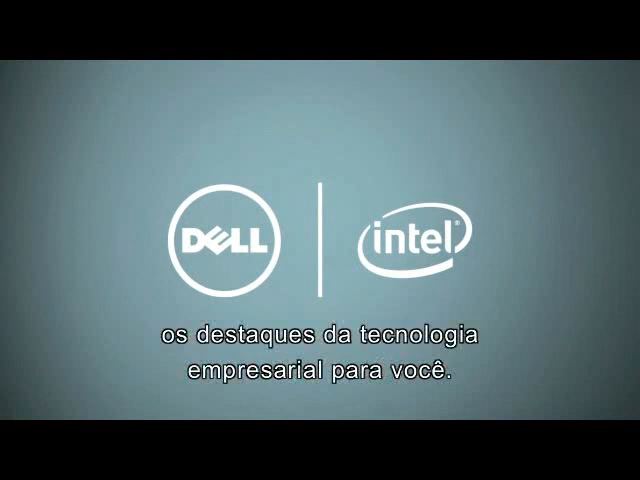 DELL
intel®
os destaques da tecnologia
empresarial para você.